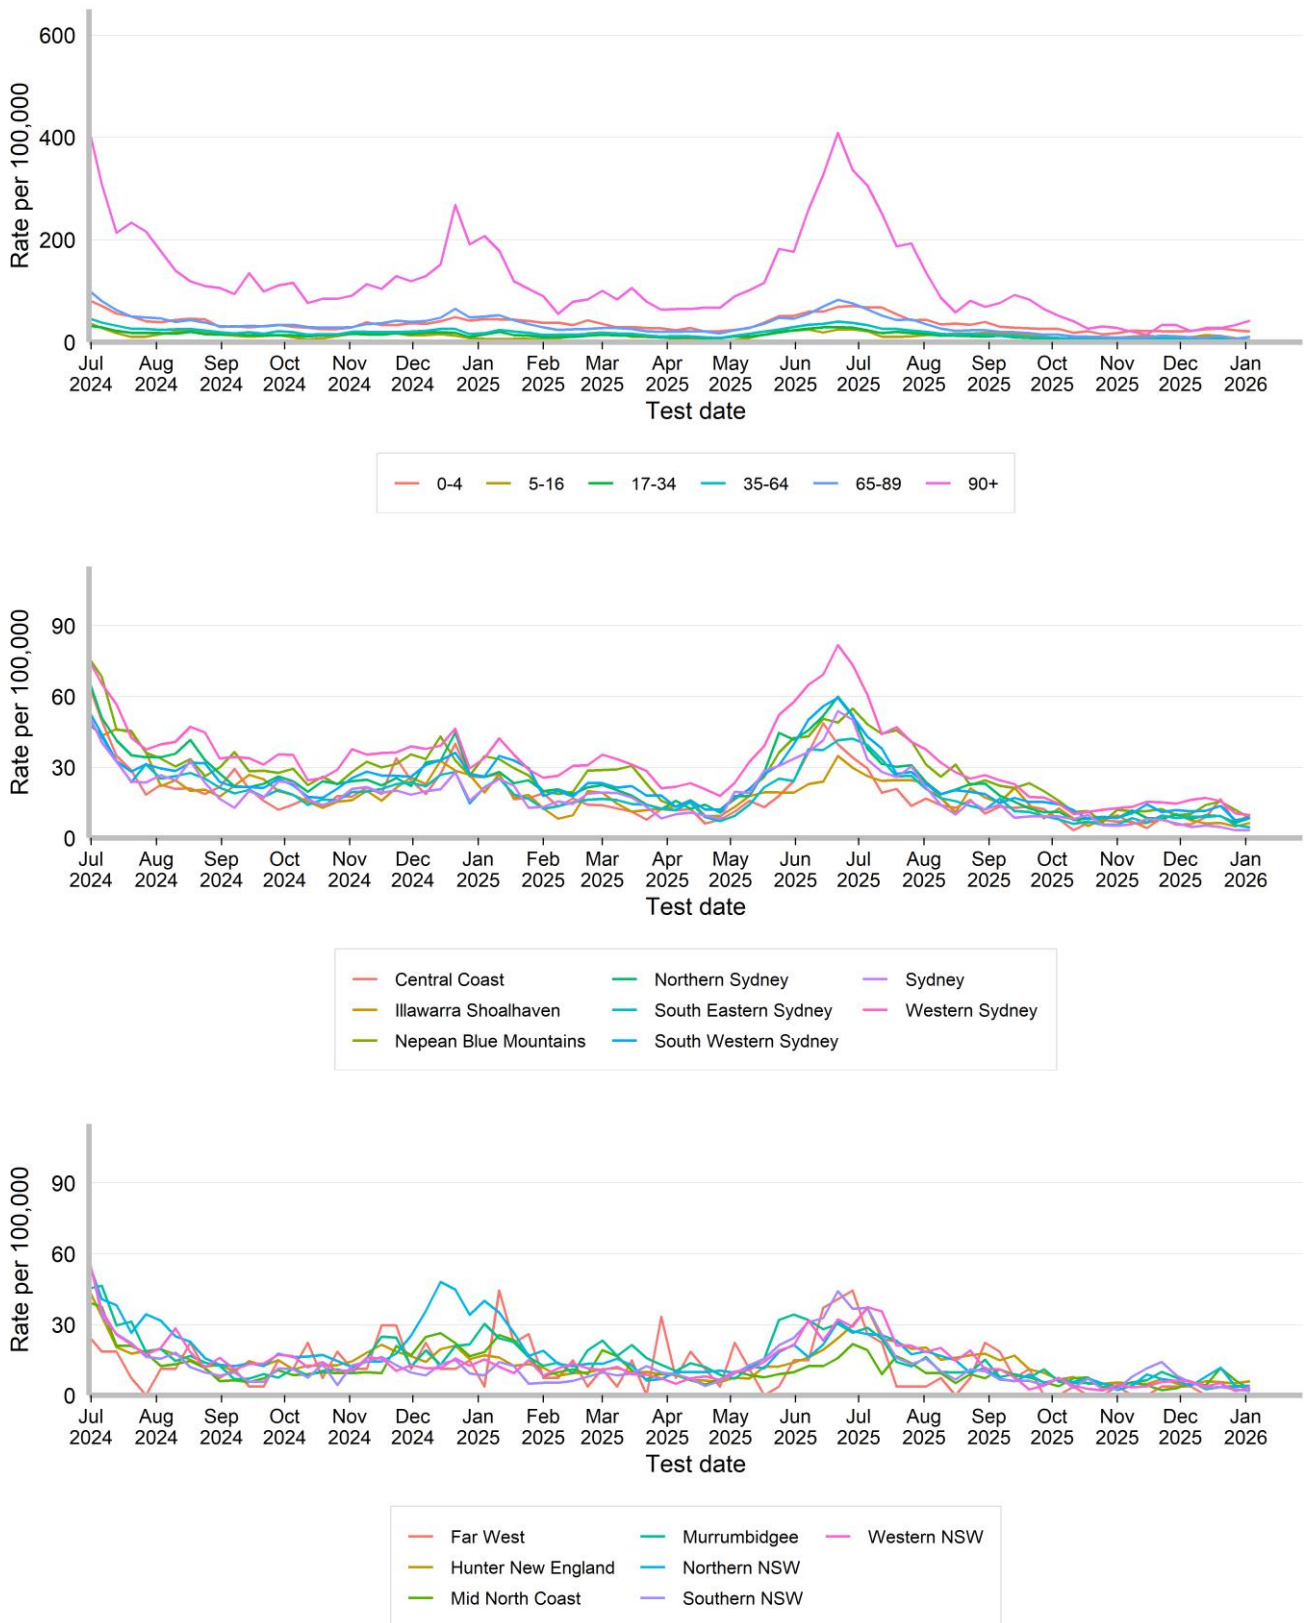 Rate per 100,000
600
400
200
0
Jul Aug Sep Oct Nov Dec Jan Feb Mar Apr May Jun Jul Aug Sep Oct Nov Dec Jan
2024 2024 2024 2024 2024 2024 2025 2025 2025 2025 2025 2025 2025 2025 2025 2025 2025 2025 2026
Test date
0-4 5-16 17-34 35-64 65-89 90+
Rate per 100,000
90
60
30
0
Jul Aug Sep Oct Nov Dec Jan Feb Mar Apr May Jun Jul Aug Sep Oct Nov Dec Jan
2024 2024 2024 2024 2024 2024 2025 2025 2025 2025 2025 2025 2025 2025 2025 2025 2025 2025 2026
Test date
Central Coast Northern Sydney Sydney
Illawarra Shoalhaven South Eastern Sydney Western Sydney
Nepean Blue Mountains South Western Sydney
Rate per 100,000
90
60
30
0
Jul Aug Sep Oct Nov Dec Jan Feb Mar Apr May Jun Jul Aug Sep Oct Nov Dec Jan
2024 2024 2024 2024 2024 2024 2025 2025 2025 2025 2025 2025 2025 2025 2025 2025 2025 2025 2026
Test date
Far West Murrumbidgee Western NSW
Hunter New England Northern NSW
Mid North Coast Southern NSW